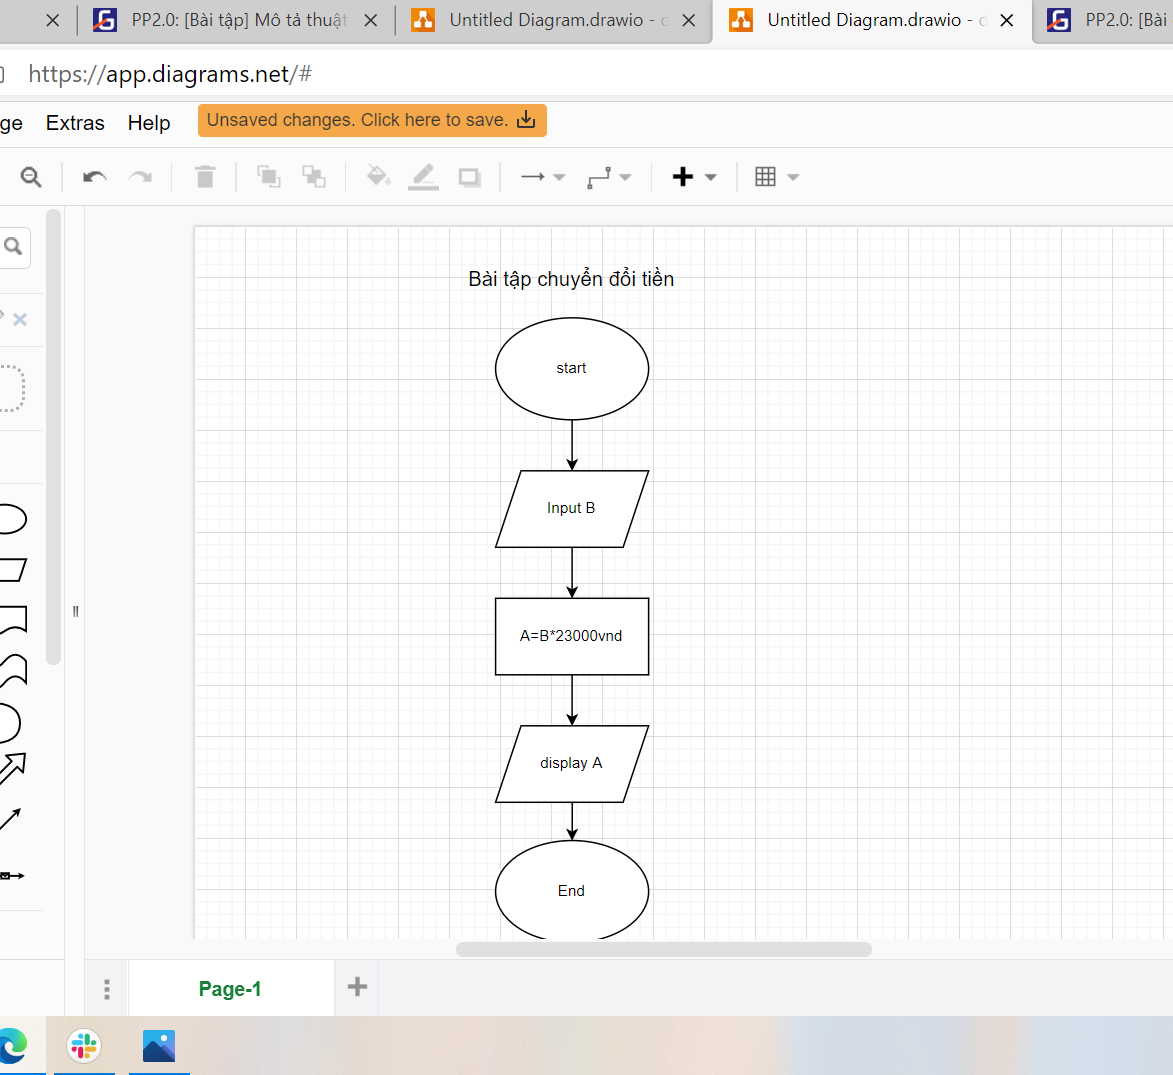 PP2.0: [Bài tập] Mô tả thuật
Untitled Diagram.drawio - d
Untitled Diagram.drawio - d
PP2.0: [Bài
https://app.diagrams.net/#
ge Extras Help Unsaved changes. Click here to save.
Bài tập chuyển đổi tiền
start
Input B
A=B*23000vnd
display A
End
Page-1